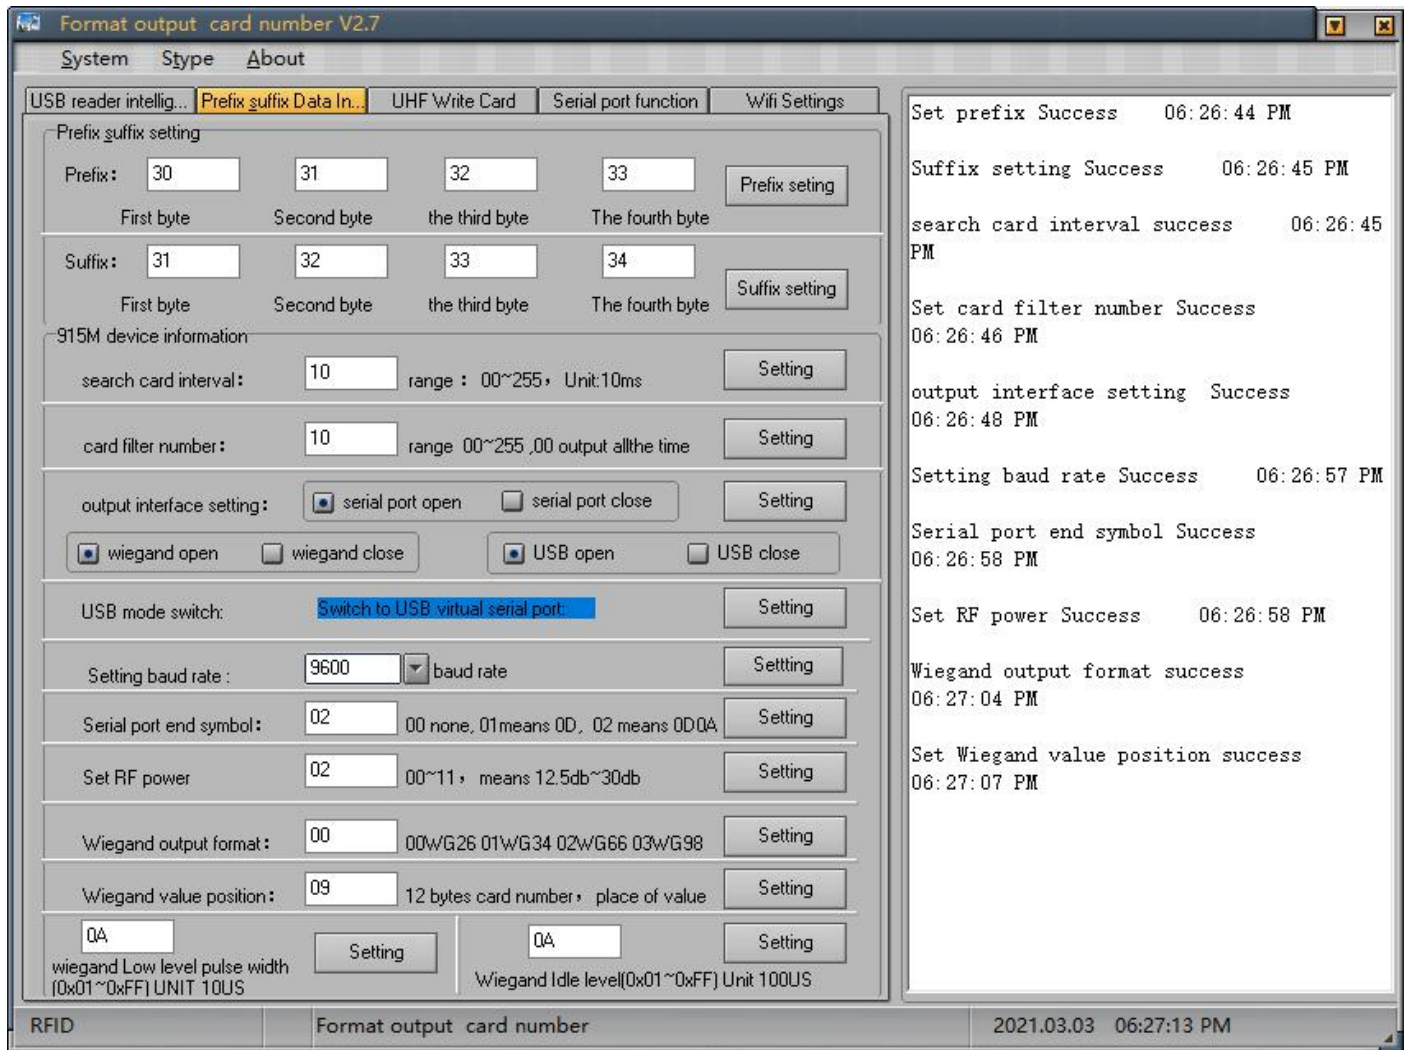 Format output card number V2.7
System Stype About
USB reader intellig... Prefix suffix Data In... UHF Write Card Serial port function Wifi Settings
Prefix suffix setting
Prefix: 30 31 32 33 Prefix seting
First byte Second byte the third byte The fourth byte
Suffix: 31 32 33 34 Suffix setting
First byte Second byte the third byte The fourth byte
915M device information
search card interval: 10 range : 00~255, Unit:10ms Setting
card filter number: 10 range 00~255 ,00 output allthe time Setting
output interface setting: serial port open serial port close Setting
wiegand open wiegand close USB open USB close
USB mode switch: Switch to USB virtual serial port: Setting
Setting baud rate : 9600 baud rate Settting
Serial port end symbol: 02 00 none, 01means 0D, 02 means 0D0A Setting
Set RF power 02 00~11, means 12.5db~30db Setting
Wiegand output format: 00 00WG26 01WG34 02WG66 03WG98 Setting
Wiegand value position: 09 12 bytes card number, place of value Setting
0A Setting 0A Setting
wiegand Low level pulse width
(0x01~0xFF) UNIT 10US
Wiegand Idle level(0x01~0xFF) Unit 100US
Set prefix Success 06:26:44 PM
Suffix setting Success 06:26:45 PM
search card interval success 06:26:45
PM
Set card filter number Success
06:26:46 PM
output interface setting Success
06:26:48 PM
Setting baud rate Success 06:26:57 PM
Serial port end symbol Success
06:26:58 PM
Set RF power Success 06:26:58 PM
Wiegand output format success
06:27:04 PM
Set Wiegand value position success
06:27:07 PM
RFID Format output card number 2021.03.03 06:27:13 PM